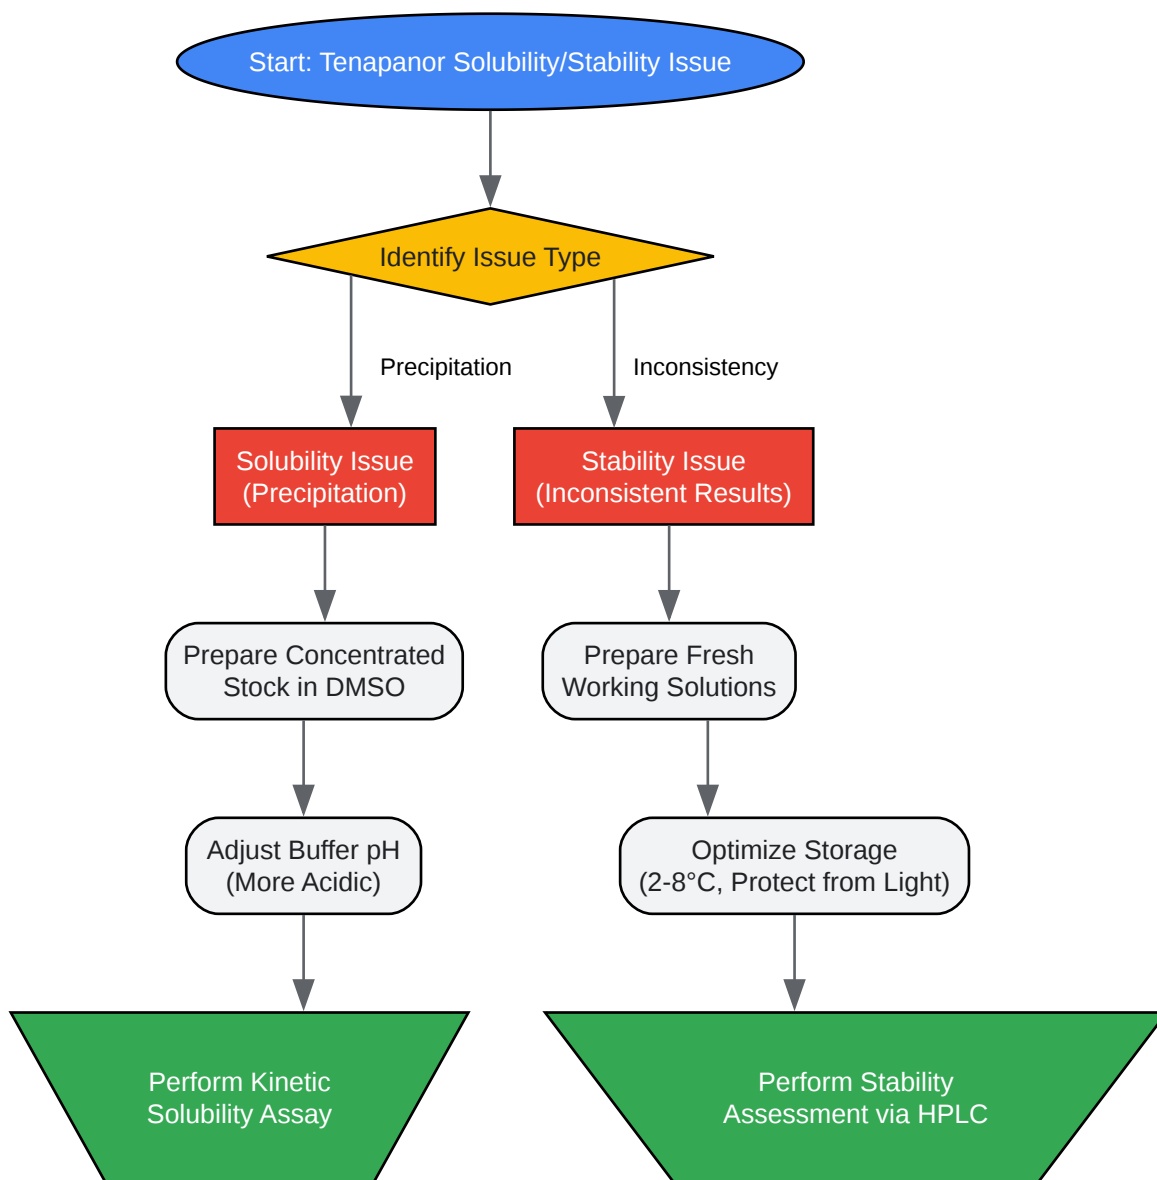 Start: Tenapanor Solubility/Stability Issue
Identify Issue Type
Precipitation
Inconsistency
Solubility Issue
(Precipitation)
Stability Issue
(Inconsistent Results)
Prepare Concentrated
Stock in DMSO
Prepare Fresh
Working Solutions
Adjust Buffer pH
(More Acidic)
Optimize Storage
(2-8°C, Protect from Light)
Perform Kinetic
Solubility Assay
Perform Stability
Assessment via HPLC